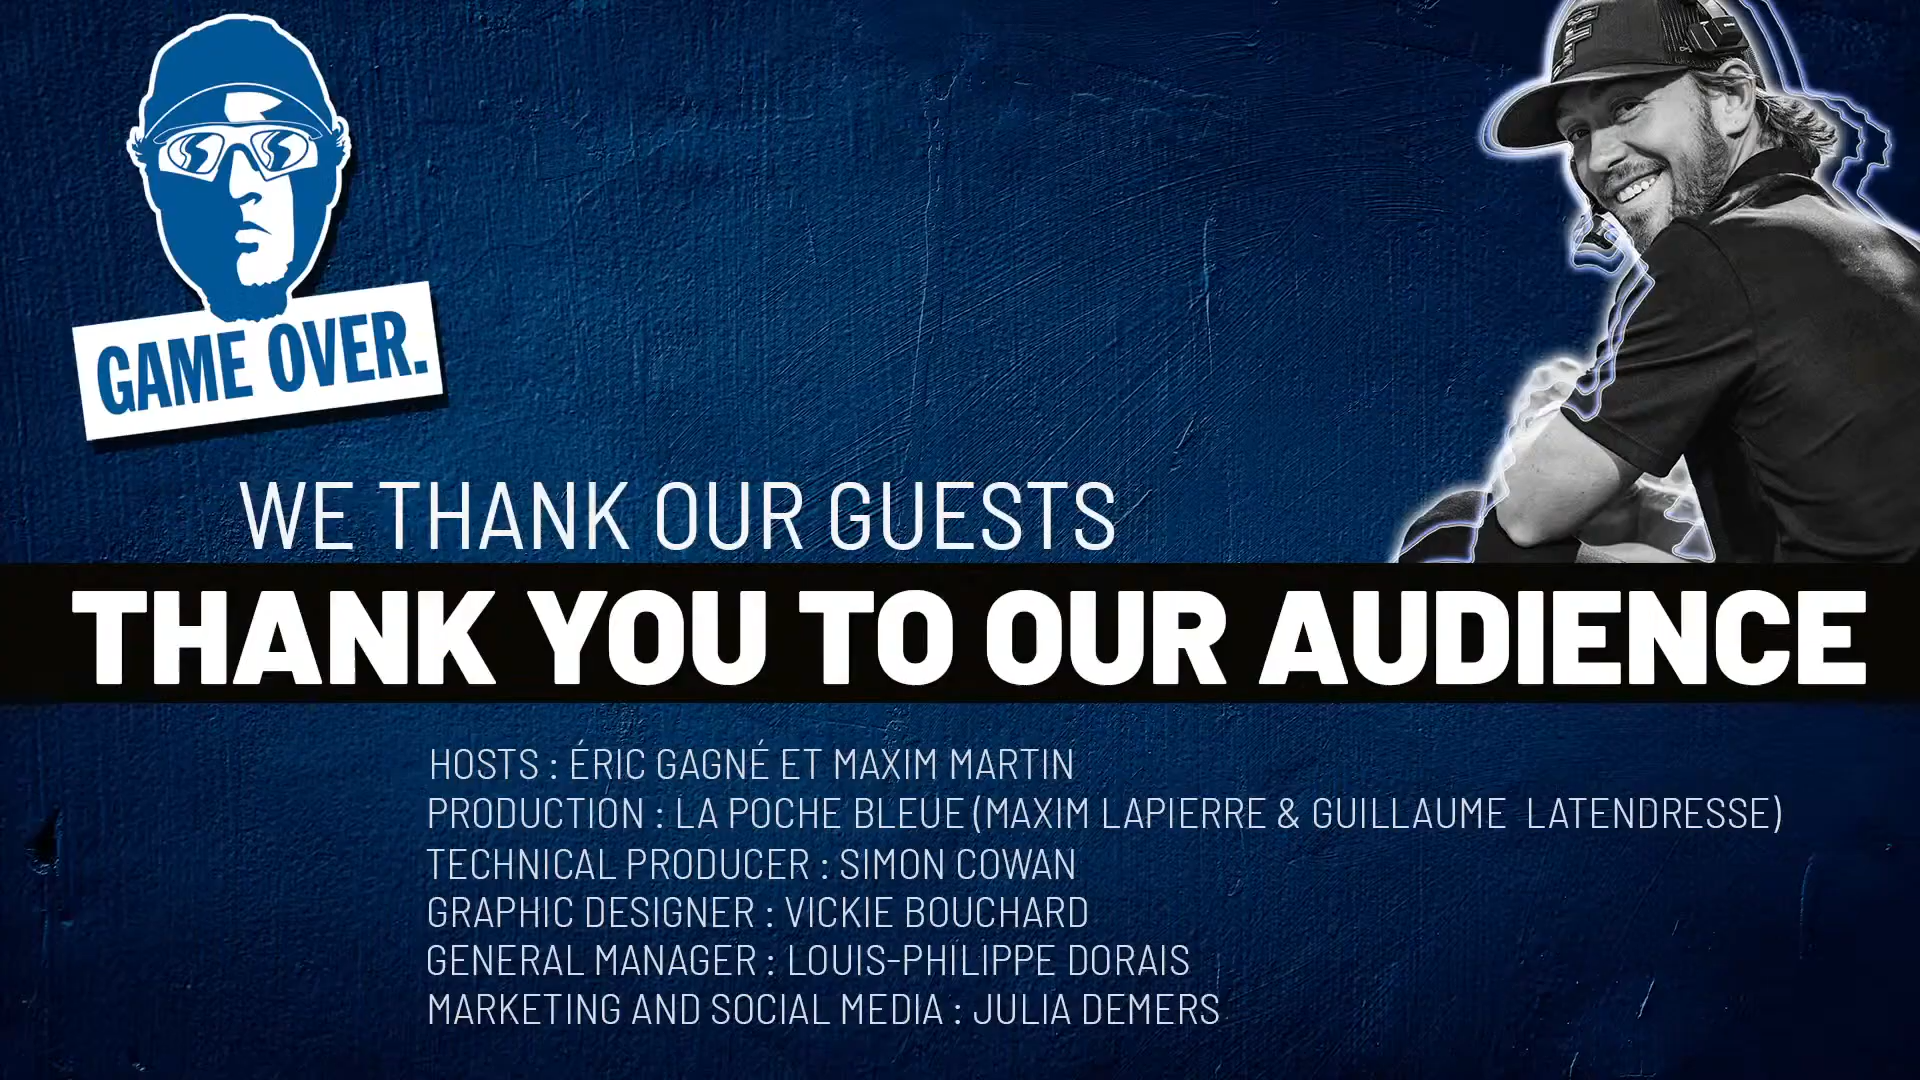 GAME OVER.
WE THANK OUR GUESTS
THANK YOU TO OUR AUDIENCE
HOSTS : ÉRIC GAGNÉ ET MAXIM MARTIN
PRODUCTION : LA POCHE BLEUE (MAXIM LAPIERRE & GUILLAUME LATENDRESSE)
TECHNICAL PRODUCER : SIMON COWAN
GRAPHIC DESIGNER : VICKIE BOUCHARD
GENERAL MANAGER : LOUIS-PHILIPPE DORAIS
MARKETING AND SOCIAL MEDIA : JULIA DEMERS